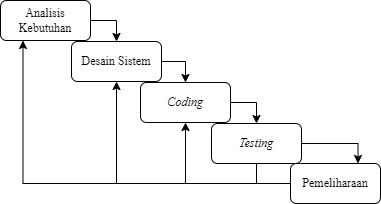 Analisis
Kebutuhan
Desain Sistem
Coding
Testing
Pemeliharaan